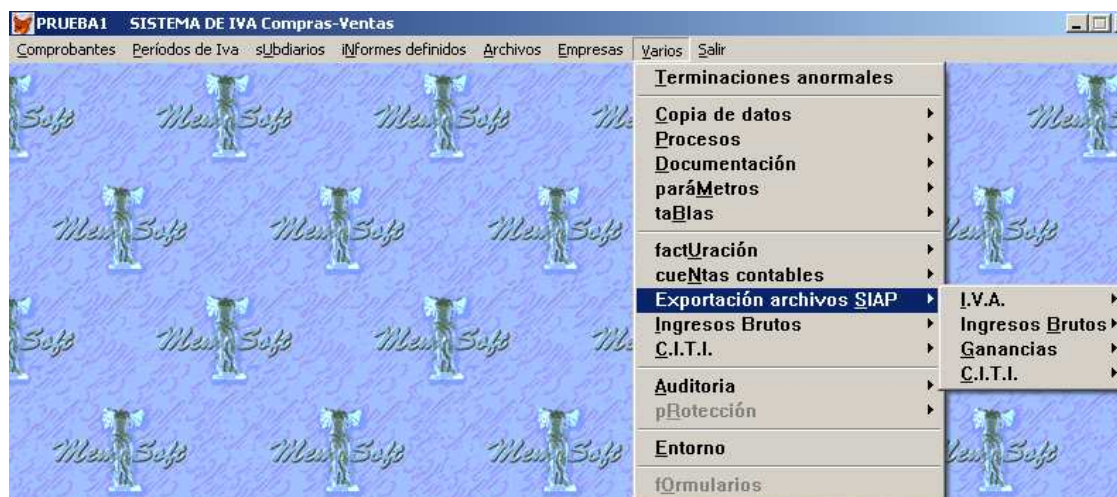 PRUEBA1 SISTEMA DE IVA Compras-Ventas
Comprobantes Períodos de Iva sUbdiarios iNformes definidos Archivos Empresas Varios Salir
Terminaciones anormales
Copia de datos
Procesos
Documentación
paráMetros
taBlas
factUración
cueNtas contables
Exportación archivos SIAP
Ingresos Brutos
C.I.T.I.
Auditoria
pRotección
Entorno
fOrmularios
I.V.A.
Ingresos Brutos
Ganancias
C.I.T.I.